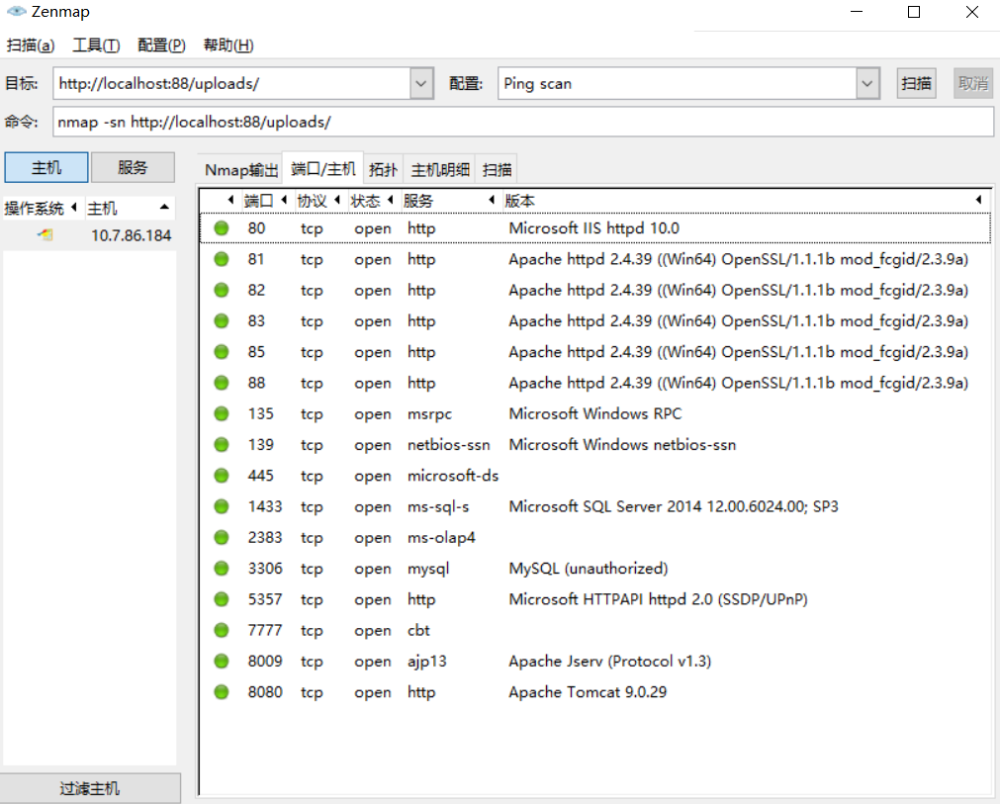 Zenmap
扫描(a) 工具(T) 配置(P) 帮助(H)
目标: http://localhost:88/uploads/ 配置: Ping scan 扫描 取消
命令: nmap -sn http://localhost:88/uploads/
主机 服务 Nmap输出 端口/主机 拓扑 主机明细 扫描
操作系统 主机 端口 协议 状态 服务 版本
10.7.86.184
80 tcp open http Microsoft IIS httpd 10.0
81 tcp open http Apache httpd 2.4.39 ((Win64) OpenSSL/1.1.1b mod_fcgid/2.3.9a)
82 tcp open http Apache httpd 2.4.39 ((Win64) OpenSSL/1.1.1b mod_fcgid/2.3.9a)
83 tcp open http Apache httpd 2.4.39 ((Win64) OpenSSL/1.1.1b mod_fcgid/2.3.9a)
85 tcp open http Apache httpd 2.4.39 ((Win64) OpenSSL/1.1.1b mod_fcgid/2.3.9a)
88 tcp open http Apache httpd 2.4.39 ((Win64) OpenSSL/1.1.1b mod_fcgid/2.3.9a)
135 tcp open msrpc Microsoft Windows RPC
139 tcp open netbios-ssn Microsoft Windows netbios-ssn
445 tcp open microsoft-ds
1433 tcp open ms-sql-s Microsoft SQL Server 2014 12.00.6024.00; SP3
2383 tcp open ms-olap4
3306 tcp open mysql MySQL (unauthorized)
5357 tcp open http Microsoft HTTPAPI httpd 2.0 (SSDP/UPnP)
7777 tcp open cbt
8009 tcp open ajp13 Apache Jserv (Protocol v1.3)
8080 tcp open http Apache Tomcat 9.0.29
过滤主机